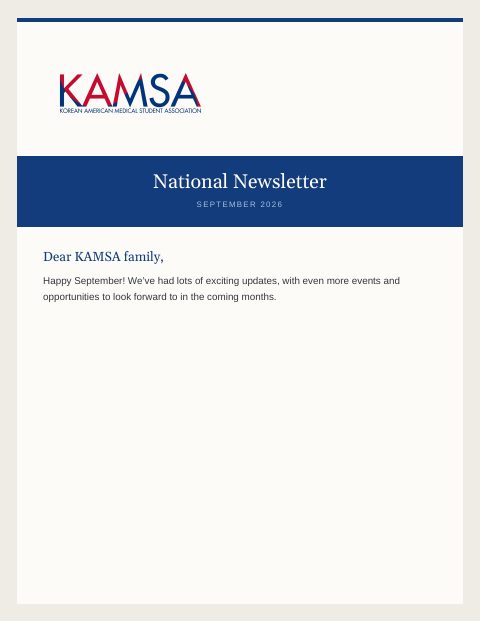 KAMSA
KOREAN AMERICAN MEDICAL STUDENT ASSOCIATION
National Newsletter
SEPTEMBER 2026
Dear KAMSA family,
Happy September! We've had lots of exciting updates, with even more events and
opportunities to look forward to in the coming months.